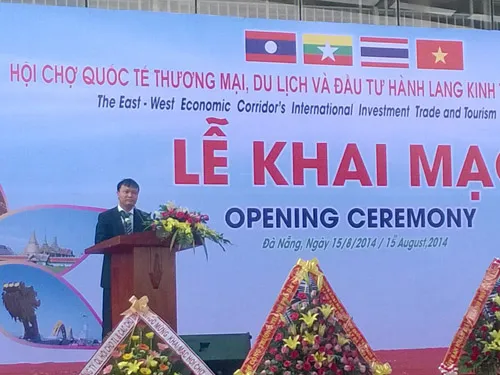 HỘI CHỢ QUỐC TẾ THƯƠNG MẠI, DU LỊCH VÀ ĐẦU TƯ HÀNH LANG KINH
The East - West Economic Corridor's International Investment Trade and Tourism
LỄ KHAI MẠC
OPENING CEREMONY
Đà Nẵng, Ngày 15/8/2014 / 15 August, 2014